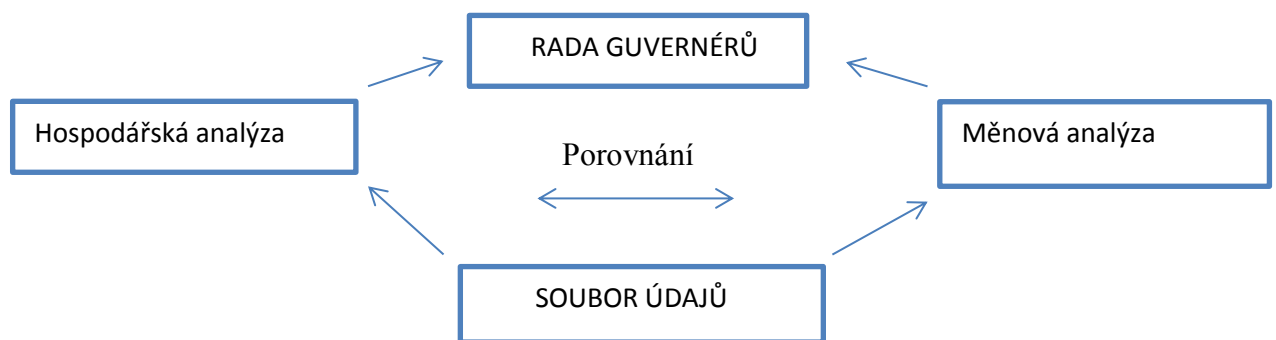 RADA GUVERNÉRŮ
Hospodářská analýza
Měnová analýza
Porovnání
SOUBOR ÚDAJŮ